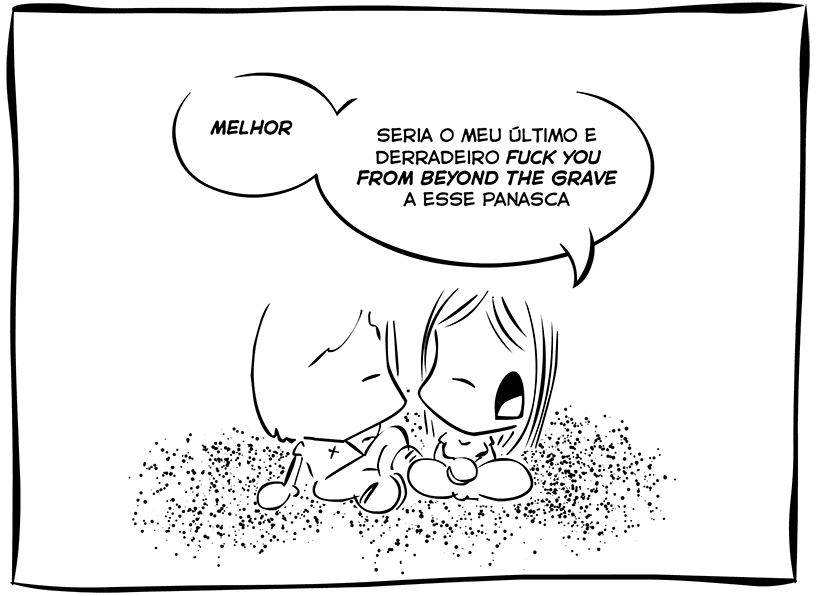 MELHOR
SERIA O MEU ÚLTIMO E
DERRADEIRO FUCK YOU
FROM BEYOND THE GRAVE
A ESSE PANASCA